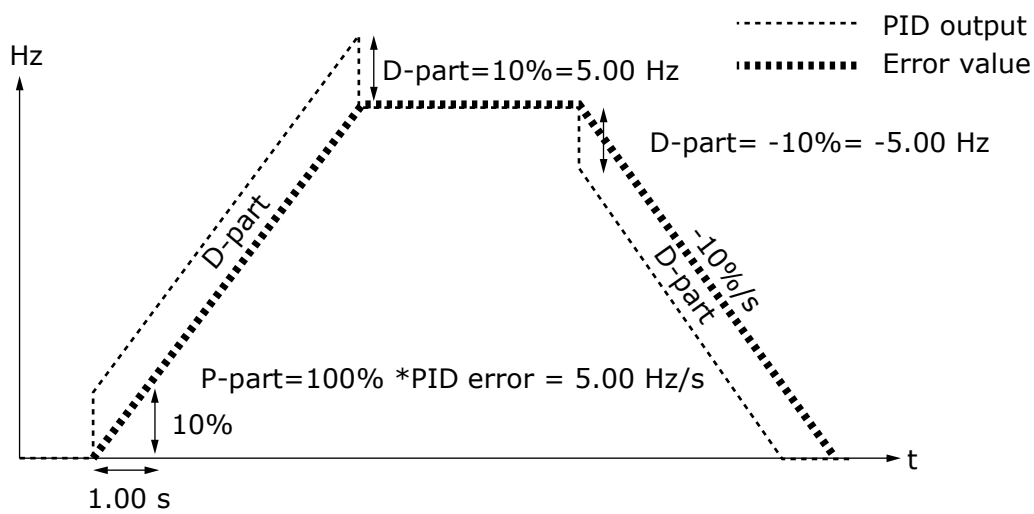 PID output
Hz
Error value
D-part=10%=5.00 Hz
D-part= -10%= -5.00 Hz
D-part
-10%/s
D-part
P-part=100% *PID error = 5.00 Hz/s
10%
t
1.00 s